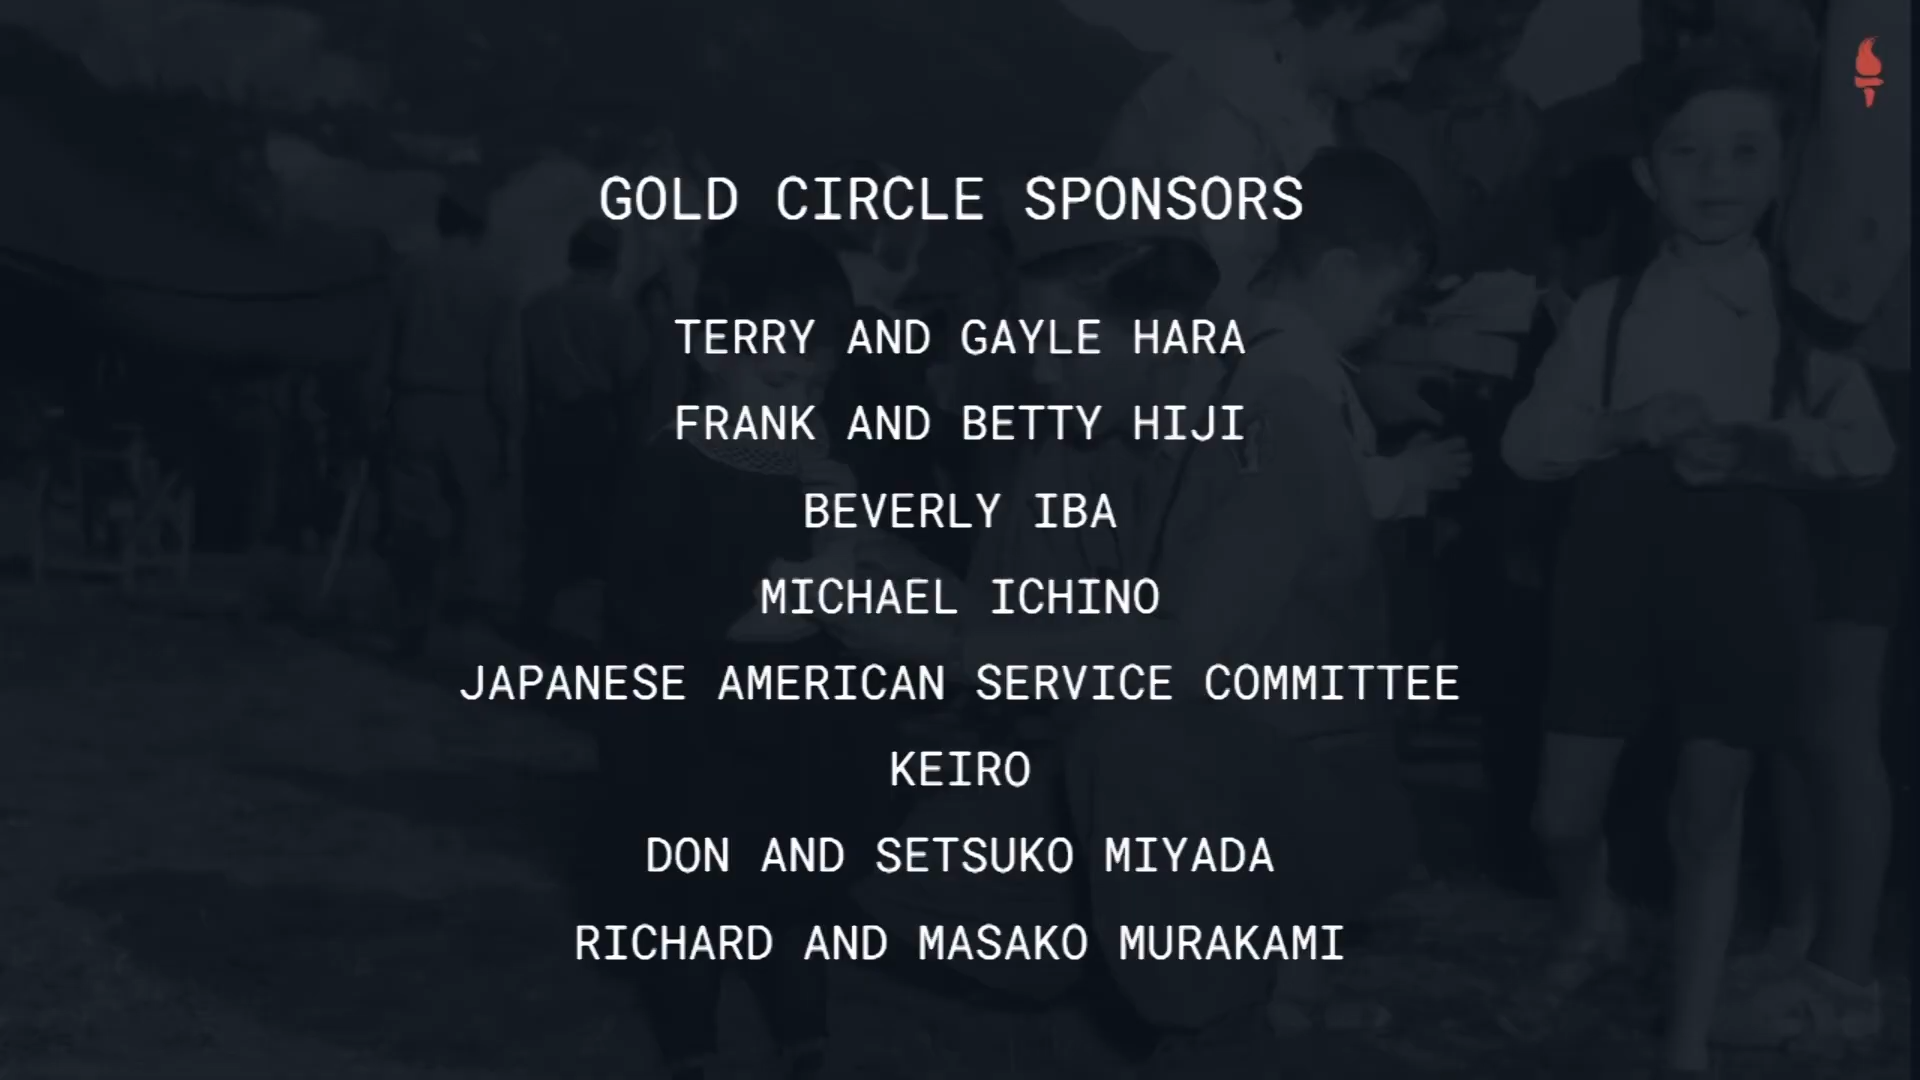 GOLD CIRCLE SPONSORS
TERRY AND GAYLE HARA
FRANK AND BETTY HIJI
BEVERLY IBA
MICHAEL ICHINO
JAPANESE AMERICAN SERVICE COMMITTEE
KEIRO
DON AND SETSUKO MIYADA
RICHARD AND MASAKO MURAKAMI